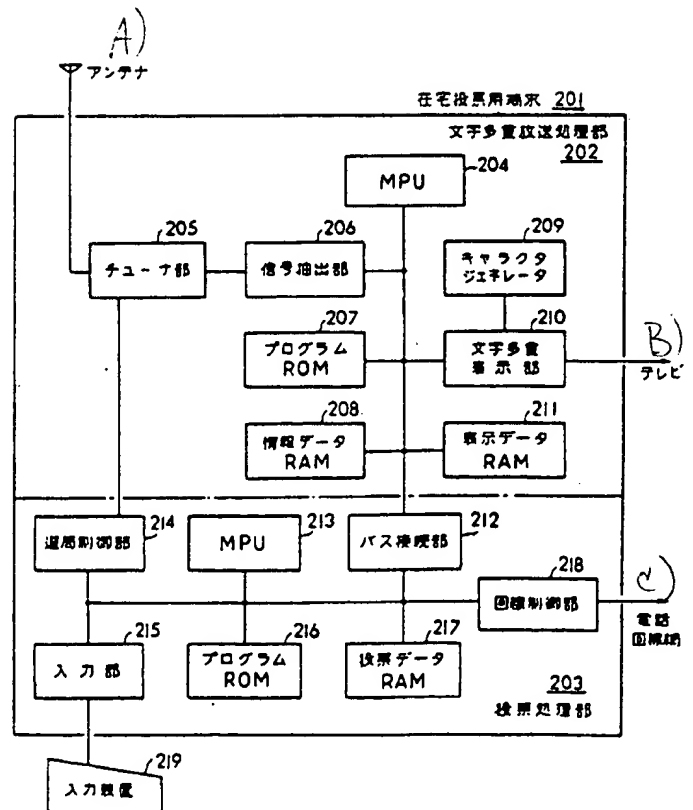 A)
アンテナ
在宅投票用端末 201
文字多重放送処理部
202
204
MPU
205
チューナ部
206
信号抽出部
209
キャラクタ
ジェネレータ
207
プログラム
ROM
210
文字多重
表示部
B)
テレビ
208
情報データ
RAM
211
表示データ
RAM
214
選局制御部
213
MPU
212
バス接続部
218
回線制御部
C)
電話
回線網
215
入力部
216
プログラム
ROM
217
投票データ
RAM
203
投票処理部
219
入力装置